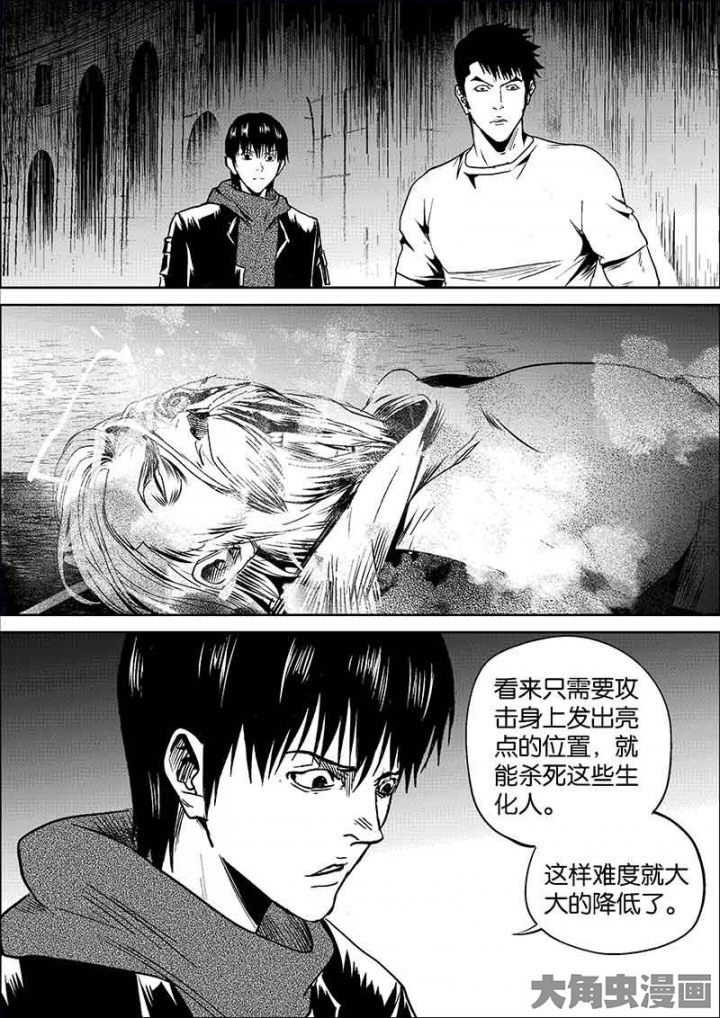 看来只需要攻
击身上发出亮
点的位置，就
能杀死这些生
化人。
这样难度就大
大的降低了。
大角虫漫画